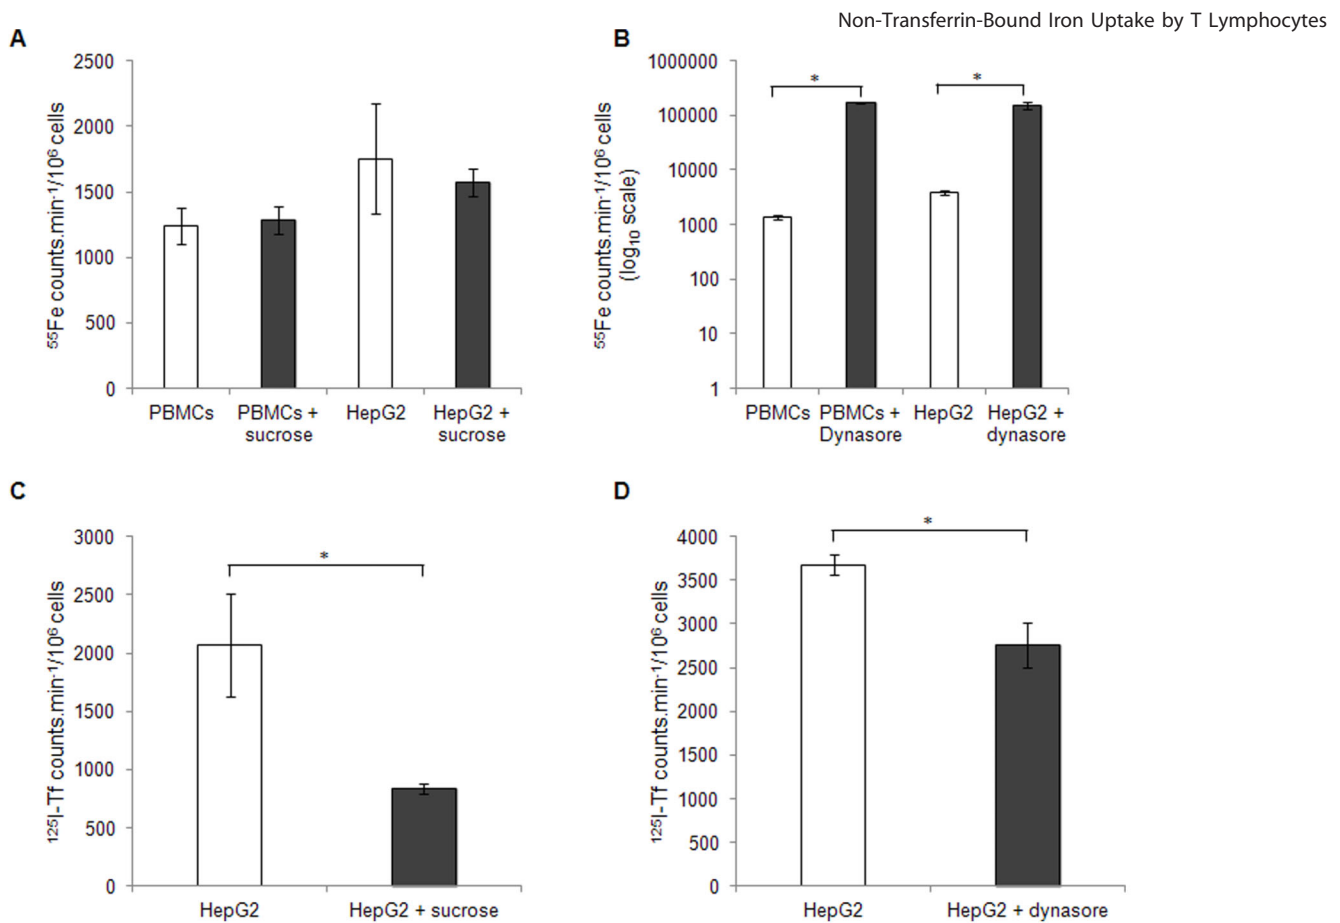 Non-Transferrin-Bound Iron Uptake by T Lymphocytes
A
⁵⁵Fe counts.min⁻¹/10⁶ cells
2500
2000
1500
1000
500
0
PBMCs
PBMCs +
sucrose
HepG2
HepG2 +
sucrose
B
⁵⁵Fe counts.min⁻¹/10⁶ cells
(log₁₀ scale)
1000000
100000
10000
1000
100
10
1
*
*
PBMCs
PBMCs +
Dynasore
HepG2
HepG2 +
dynasore
C
¹²⁵I-Tf counts.min⁻¹/10⁶ cells
3000
2500
2000
1500
1000
500
0
*
HepG2
HepG2 + sucrose
D
¹²⁵I-Tf counts.min⁻¹/10⁶ cells
4000
3500
3000
2500
2000
1500
1000
500
0
*
HepG2
HepG2 + dynasore